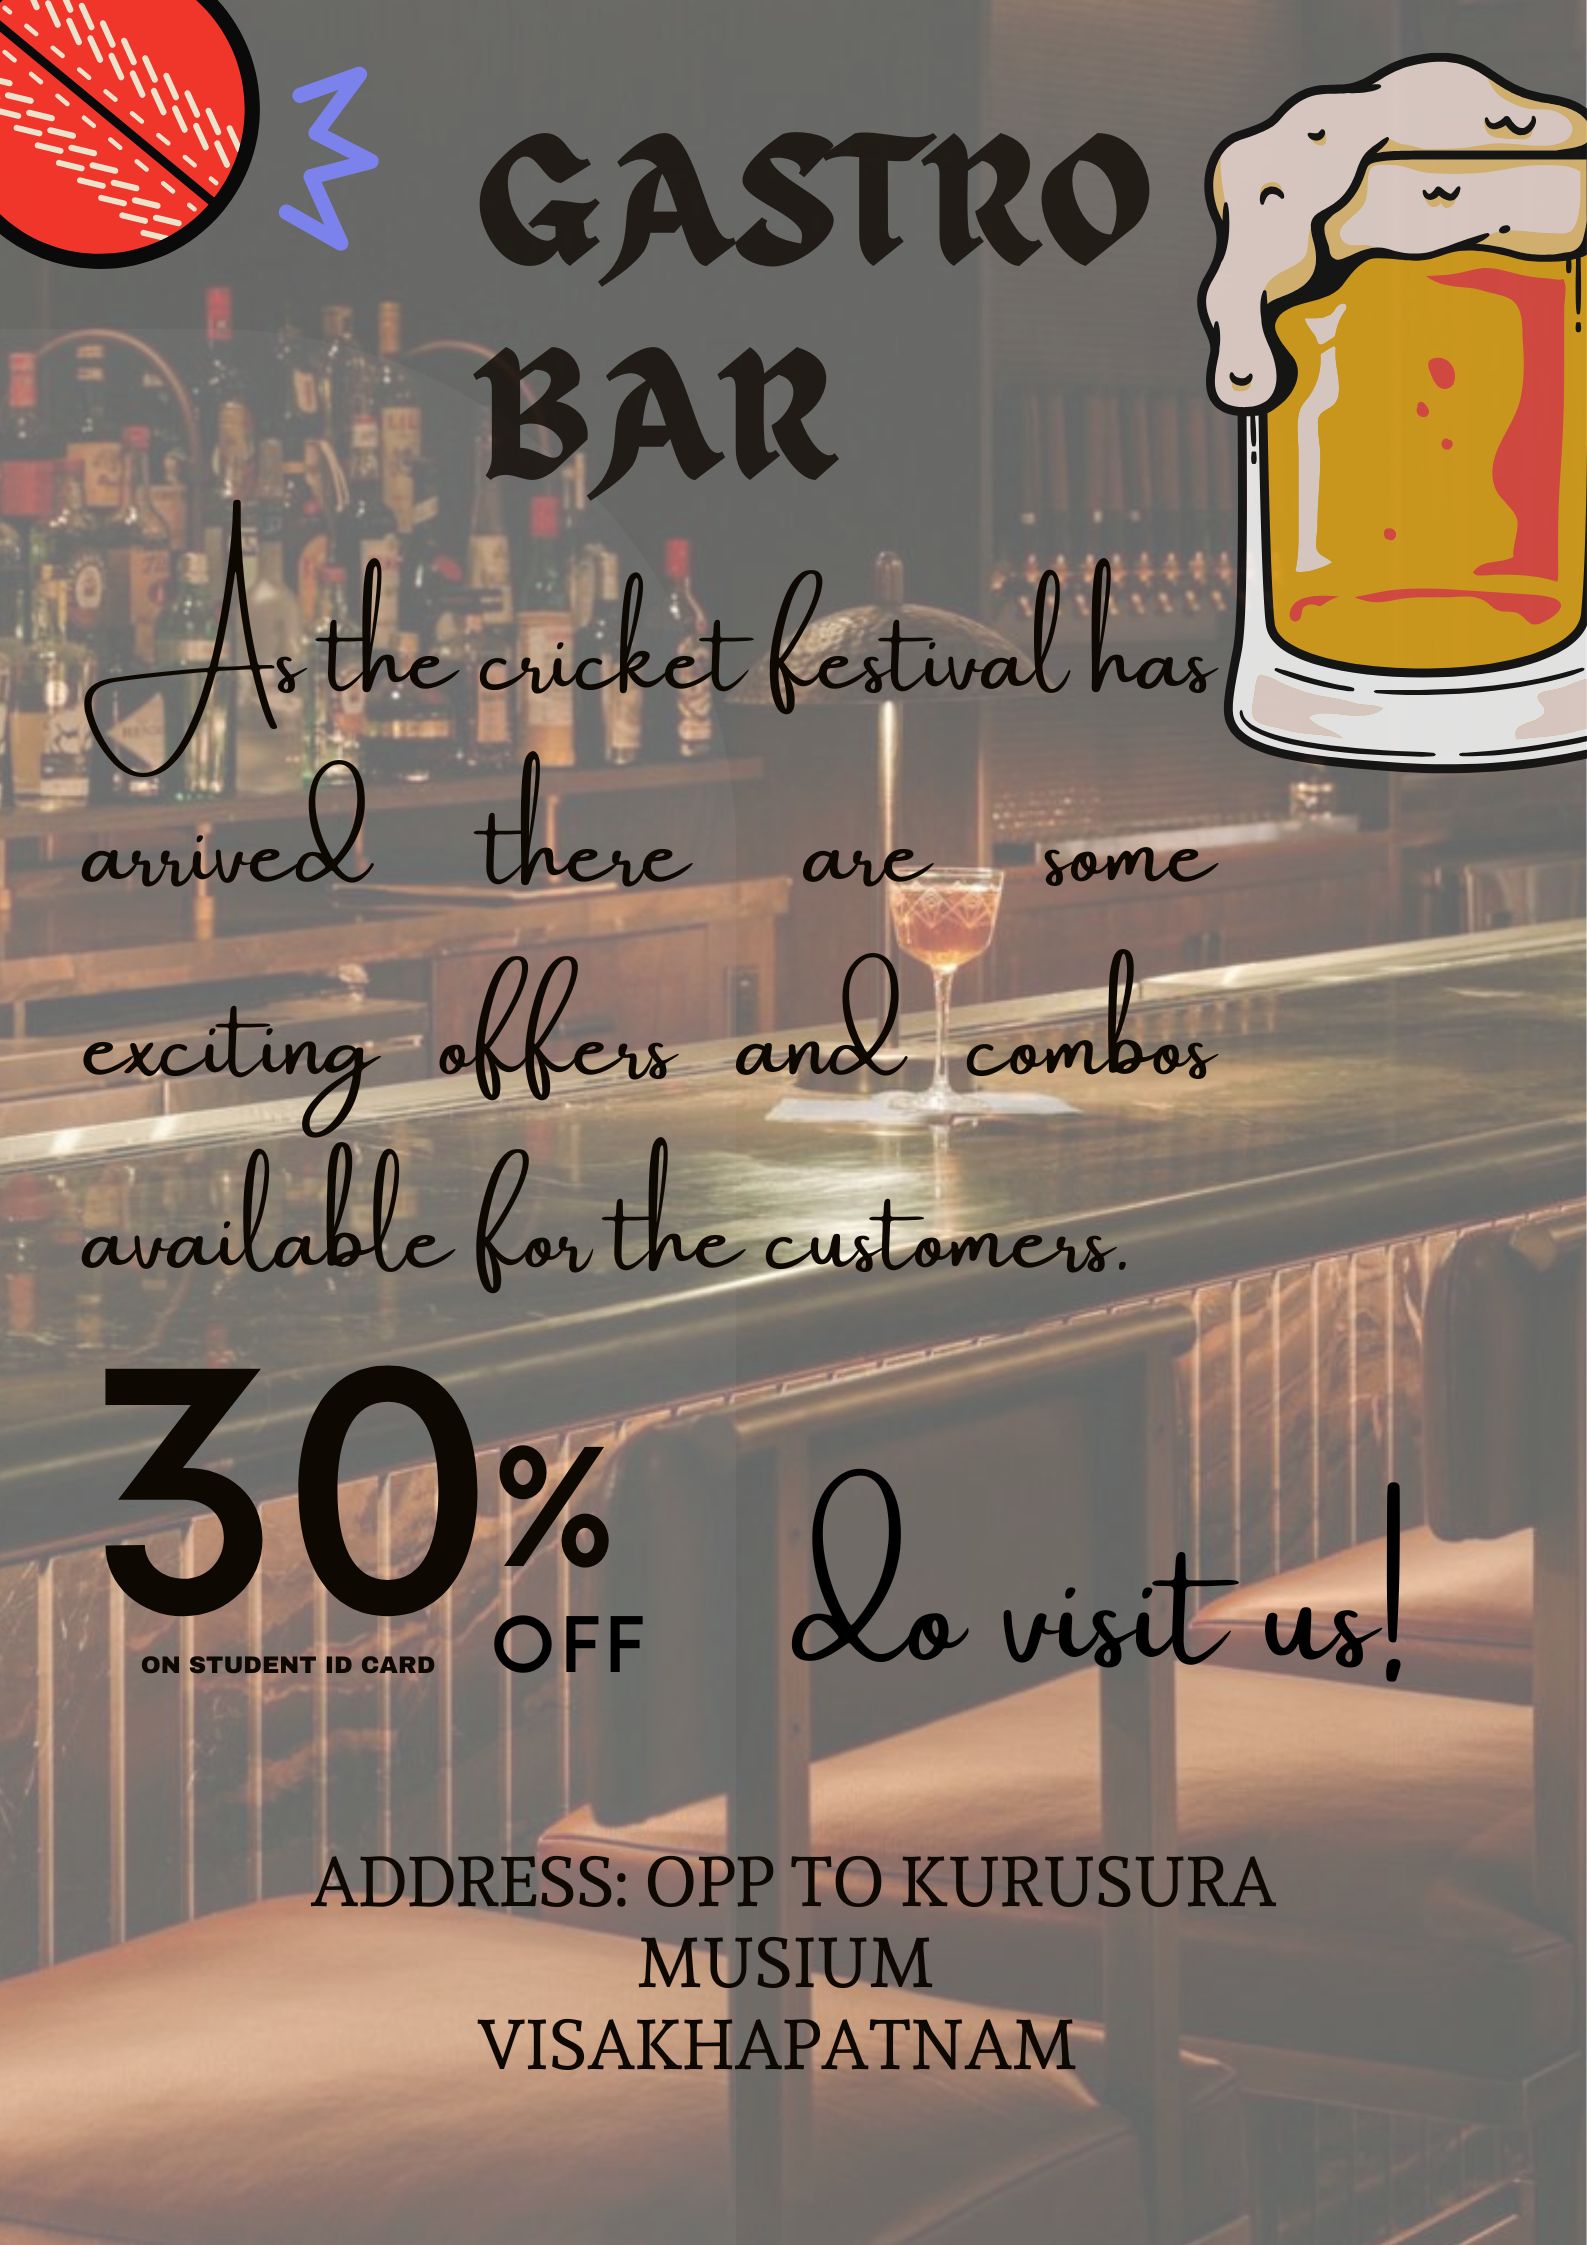 GASTRO
BAR
As the cricket festival has
arrived there are some
exciting offers and combos
available for the customers.
30%
OFF
ON STUDENT ID CARD
do visit us!
ADDRESS: OPP TO KURUSURA
MUSIUM
VISAKHAPATNAM